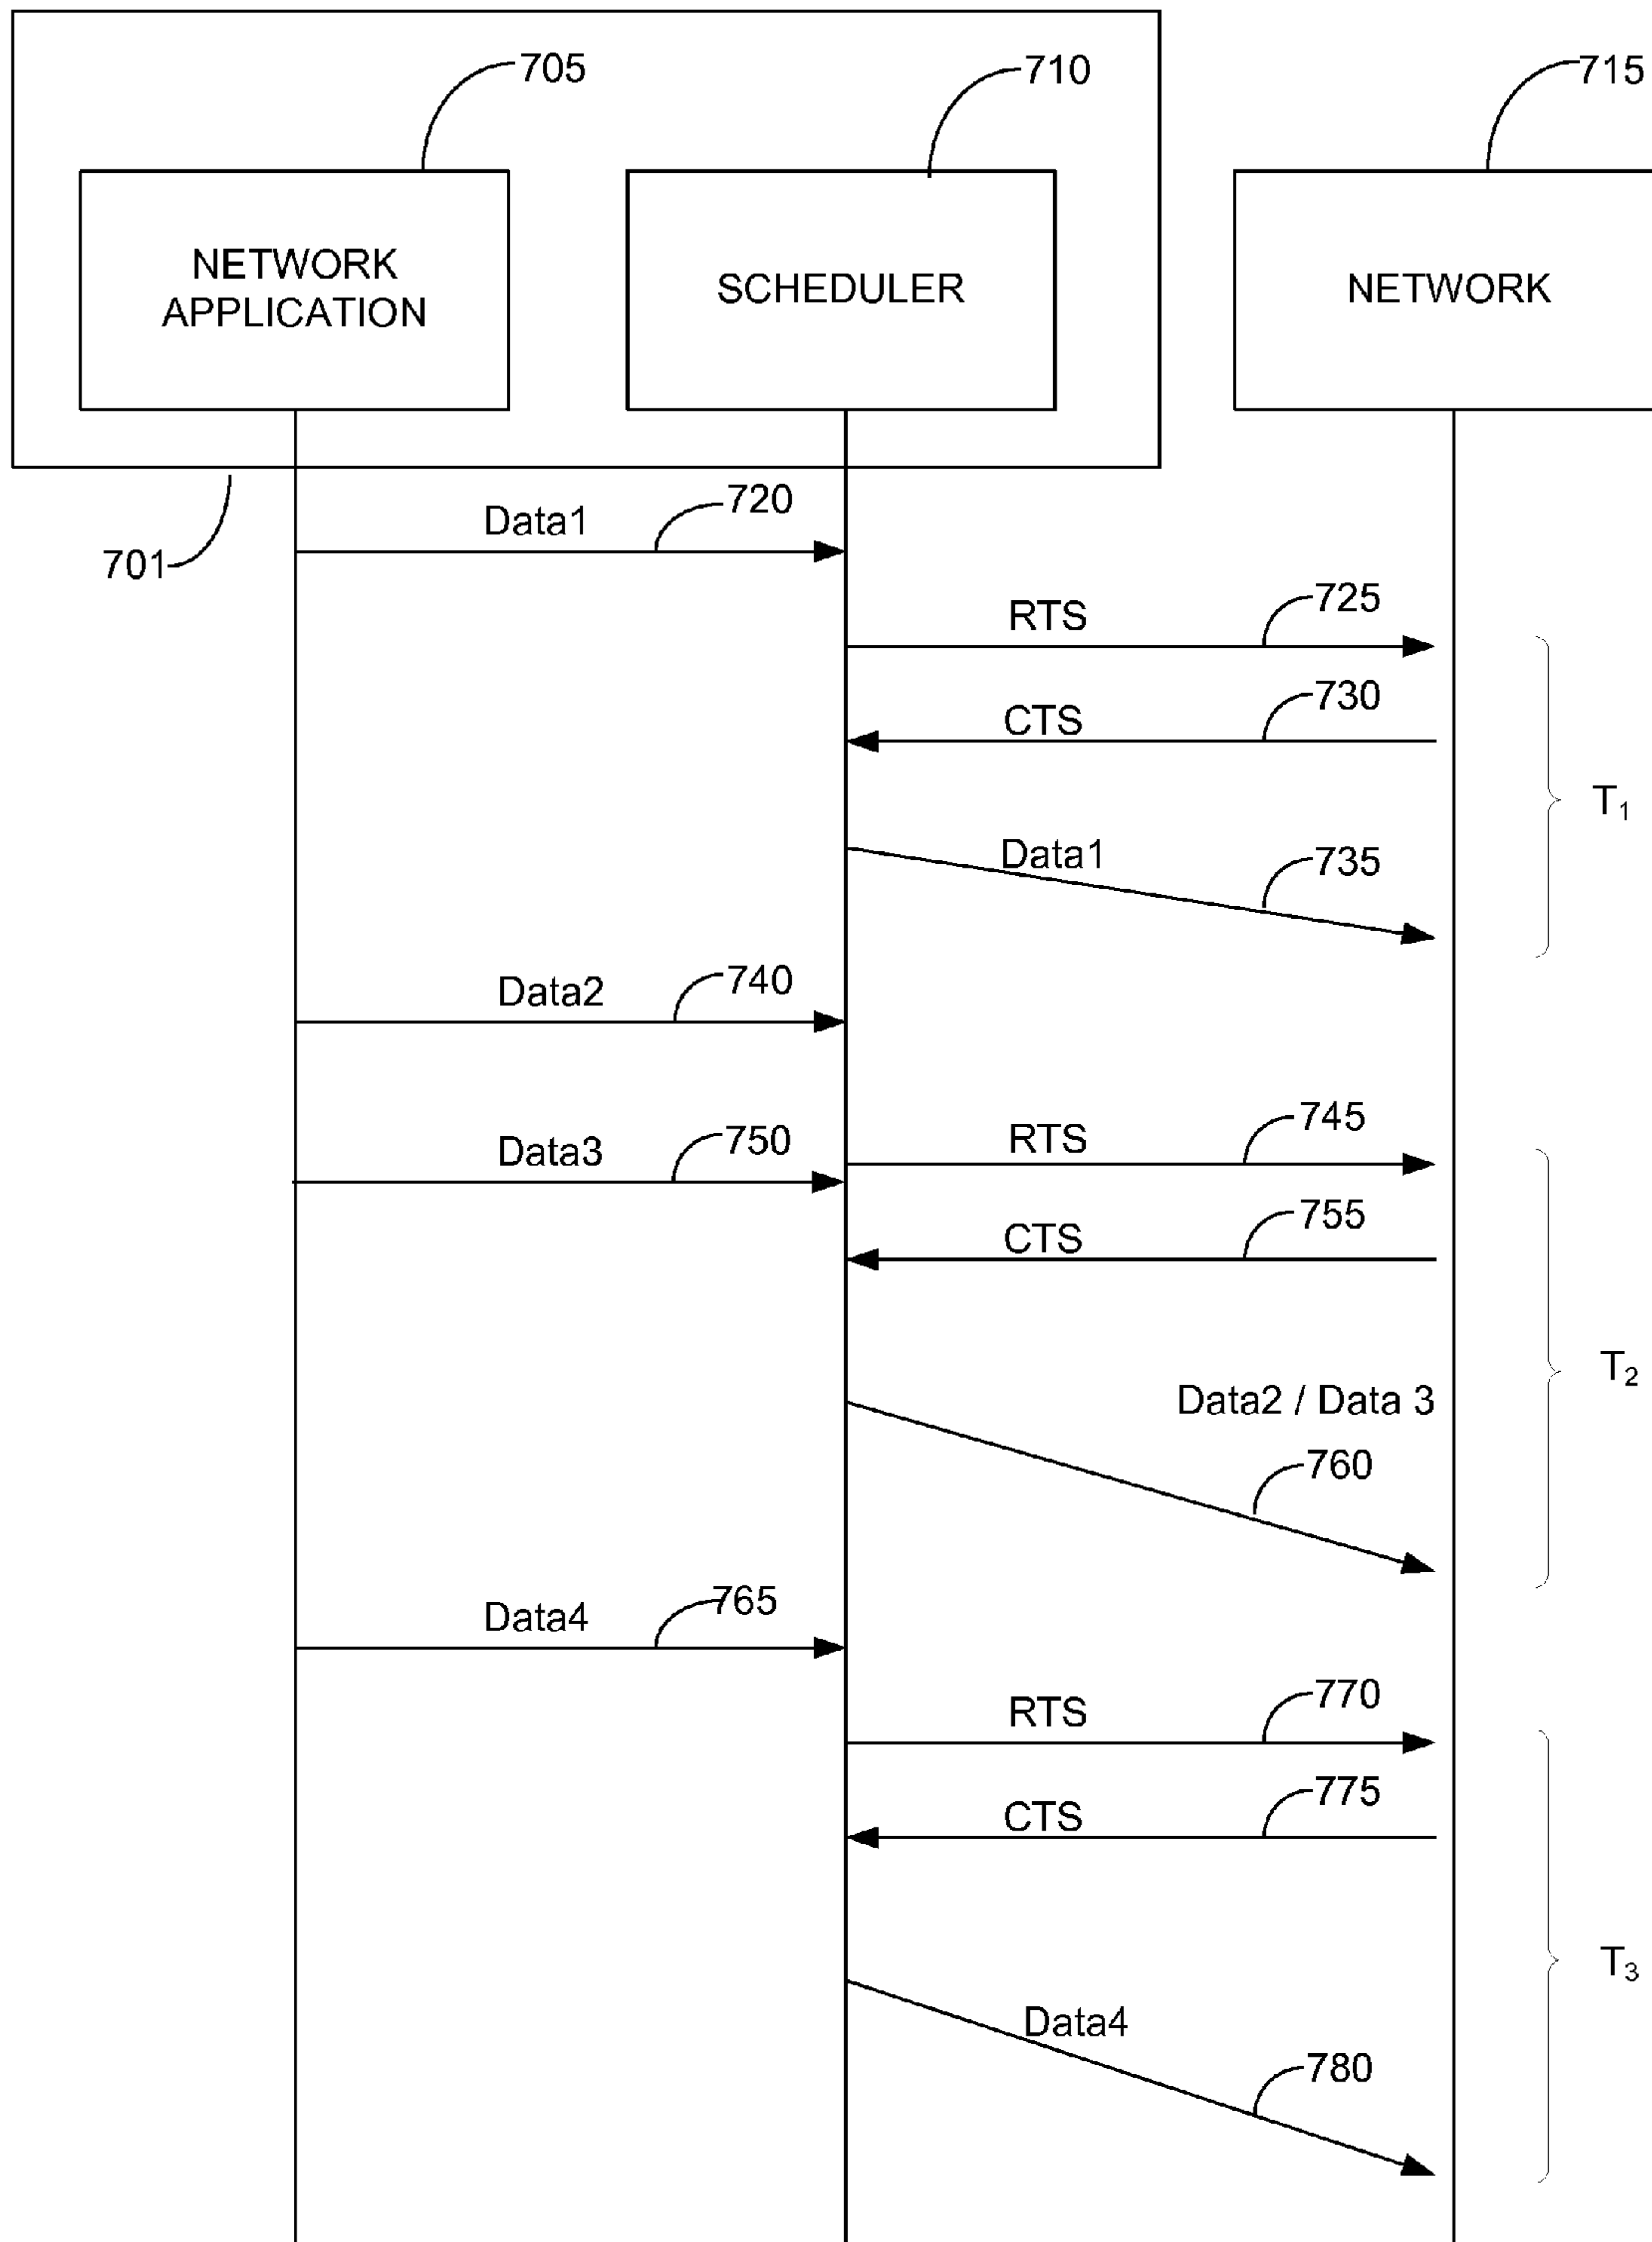 705
710
715
NETWORK
APPLICATION
SCHEDULER
NETWORK
701
Data1
720
RTS
725
CTS
730
T1
Data1
735
Data2
740
Data3
750
RTS
745
CTS
755
T2
Data2 / Data 3
760
Data4
765
RTS
770
CTS
775
T3
Data4
780